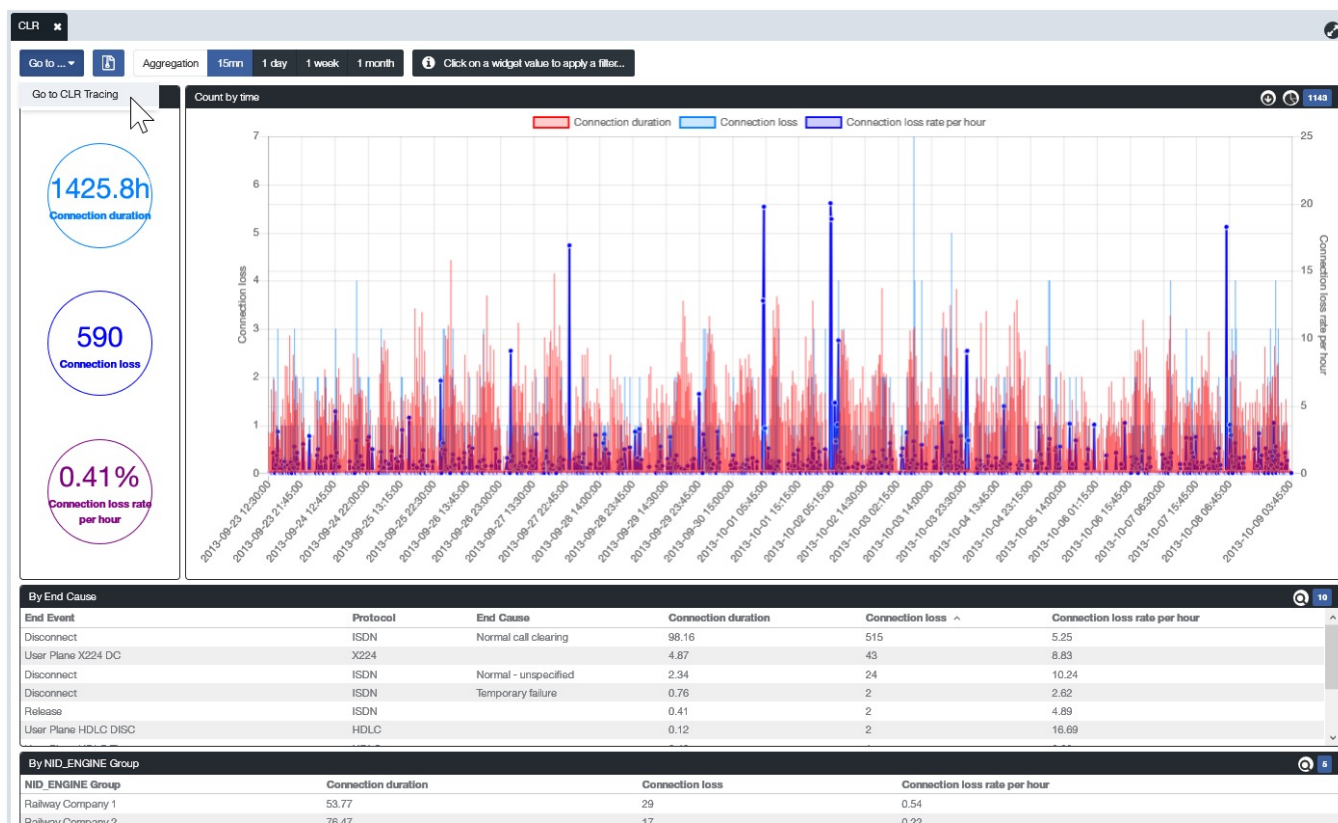 CLR ✖
Go to ... Aggregation 15mn 1 day 1 week 1 month Click on a widget value to apply a filter...
Go to CLR Tracing
Count by time 1143
Connection duration Connection loss Connection loss rate per hour
1425.8h
Connection duration
590
Connection loss
0.41%
Connection loss rate
per hour
7
6
5
4
3
2
1
0
Connection loss
25
20
15
10
5
0
Connection loss rate per hour
2013-09-23 12:30:00
2013-09-23 21:45:00
2013-09-24 12:45:00
2013-09-24 22:00:00
2013-09-25 13:15:00
2013-09-25 22:30:00
2013-09-26 13:45:00
2013-09-26 23:00:00
2013-09-27 13:30:00
2013-09-27 22:45:00
2013-09-28 14:00:00
2013-09-28 23:45:00
2013-09-29 14:30:00
2013-09-29 23:45:00
2013-09-30 15:00:00
2013-10-01 05:45:00
2013-10-01 15:15:00
2013-10-02 05:15:00
2013-10-02 14:30:00
2013-10-03 02:15:00
2013-10-03 14:00:00
2013-10-03 23:30:00
2013-10-04 13:45:00
2013-10-04 23:15:00
2013-10-05 14:00:00
2013-10-06 01:15:00
2013-10-06 15:45:00
2013-10-07 06:30:00
2013-10-07 15:45:00
2013-10-08 06:45:00
2013-10-09 03:45:00
By End Cause 10
End Event Protocol End Cause Connection duration Connection loss Connection loss rate per hour
Disconnect ISDN Normal call clearing 98.16 515 5.25
User Plane X224 DC X224 4.87 43 8.83
Disconnect ISDN Normal - unspecified 2.34 24 10.24
Disconnect ISDN Temporary failure 0.76 2 2.62
Release ISDN 0.41 2 4.89
User Plane HDLC DISC HDLC 0.12 2 16.69
By NID_ENGINE Group 5
NID_ENGINE Group Connection duration Connection loss Connection loss rate per hour
Railway Company 1 53.77 29 0.54
Railway Company 2 76.47 17 0.22